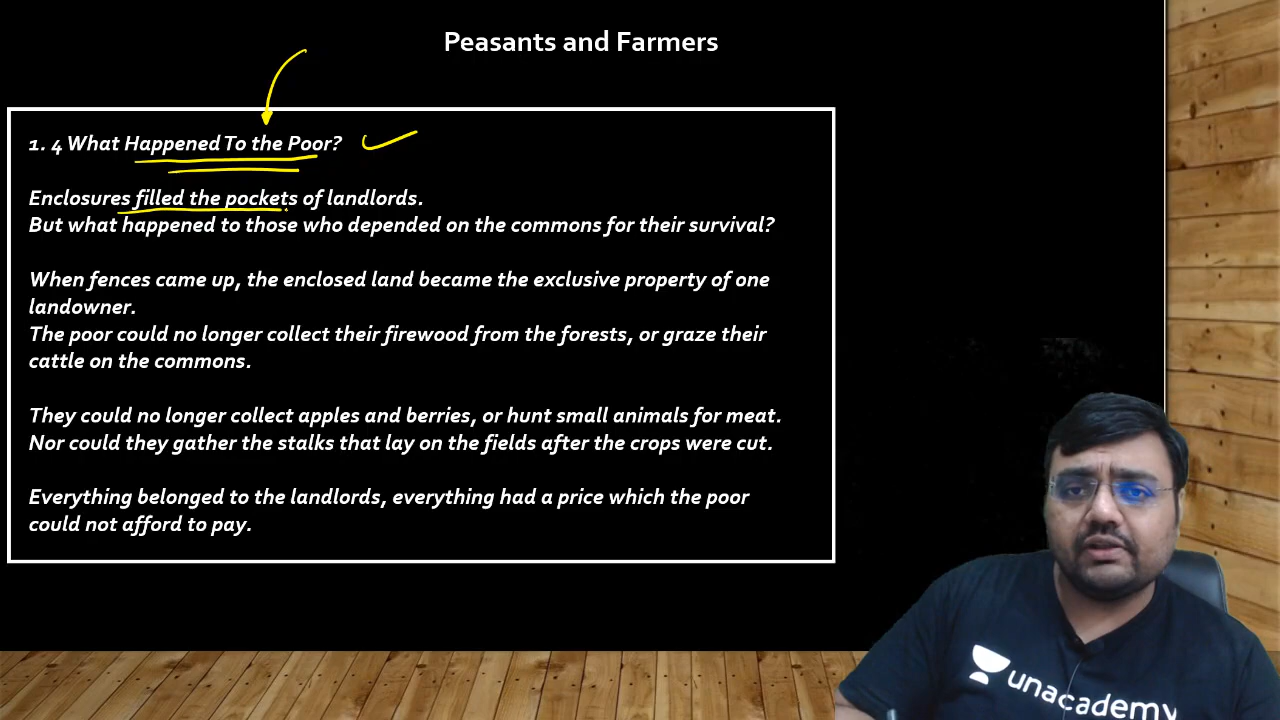 Peasants and Farmers
1. 4 What Happened To the Poor?
Enclosures filled the pockets of landlords.
But what happened to those who depended on the commons for their survival?
When fences came up, the enclosed land became the exclusive property of one
landowner.
The poor could no longer collect their firewood from the forests, or graze their
cattle on the commons.
They could no longer collect apples and berries, or hunt small animals for meat.
Nor could they gather the stalks that lay on the fields after the crops were cut.
Everything belonged to the landlords, everything had a price which the poor
could not afford to pay.
unacademy